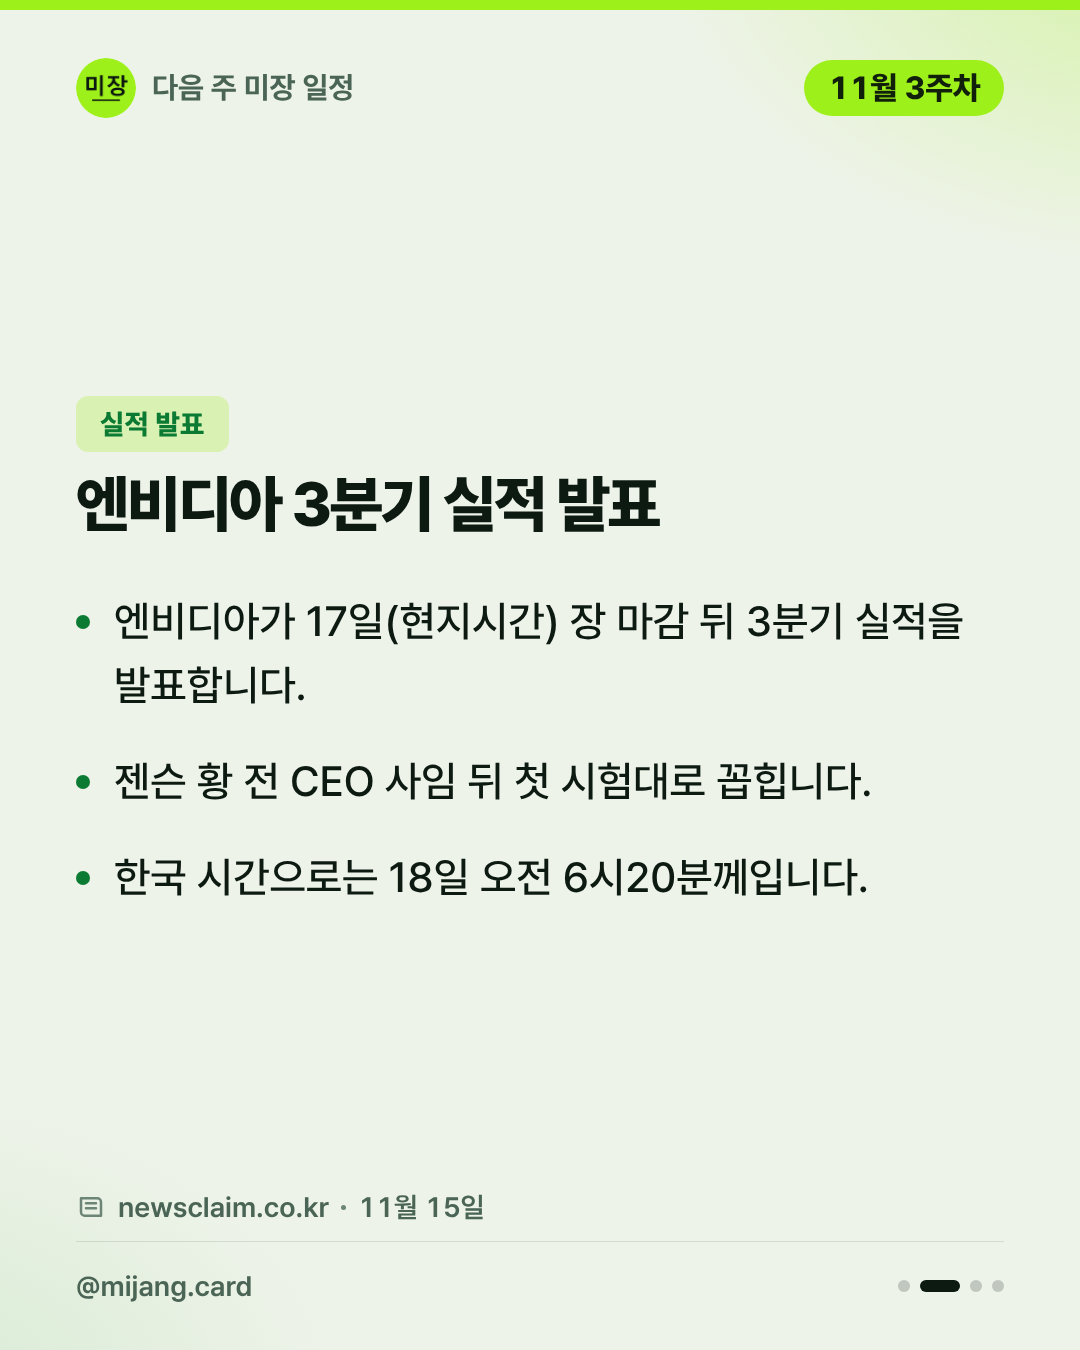 미장
다음 주 미장 일정
11월 3주차
실적 발표
엔비디아 3분기 실적 발표
엔비디아가 17일(현지시간) 장 마감 뒤 3분기 실적을
발표합니다.
젠슨 황 전 CEO 사임 뒤 첫 시험대로 꼽힙니다.
한국 시간으로는 18일 오전 6시20분께입니다.
newsclaim.co.kr · 11월 15일
@mijang.card